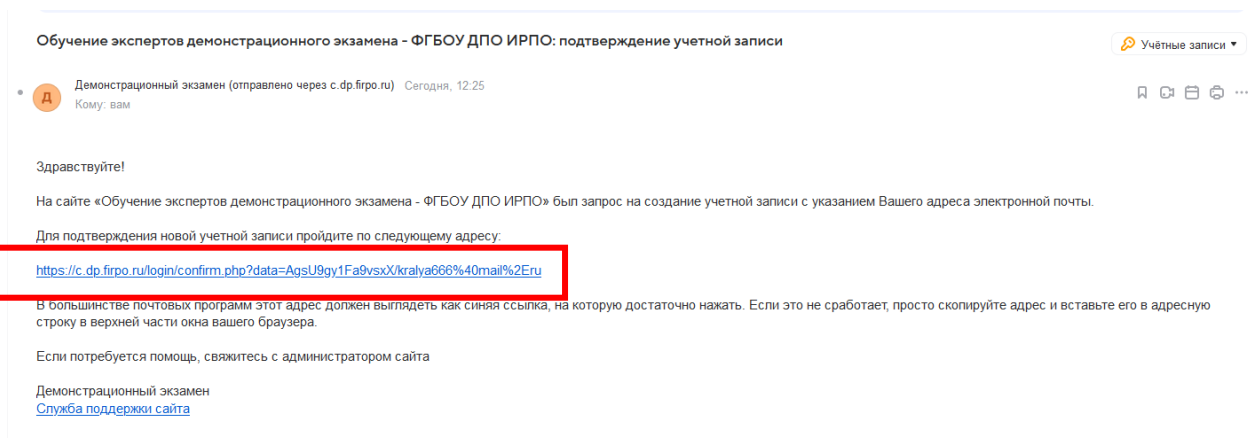 Обучение экспертов демонстрационного экзамена - ФГБОУ ДПО ИРПО: подтверждение учетной записи
Учётные записи
Д
Демонстрационный экзамен (отправлено через c.dp.firpo.ru) Сегодня, 12:25
Кому: вам
Здравствуйте!
На сайте «Обучение экспертов демонстрационного экзамена - ФГБОУ ДПО ИРПО» был запрос на создание учетной записи с указанием Вашего адреса электронной почты.
Для подтверждения новой учетной записи пройдите по следующему адресу:
https://c.dp.firpo.ru/login/confirm.php?data=AgsU9gy1Fa9vsxX/kralya666%40mail%2Eru
В большинстве почтовых программ этот адрес должен выглядеть как синяя ссылка, на которую достаточно нажать. Если это не сработает, просто скопируйте адрес и вставьте его в адресную
строку в верхней части окна вашего браузера.
Если потребуется помощь, свяжитесь с администратором сайта
Демонстрационный экзамен
Служба поддержки сайта